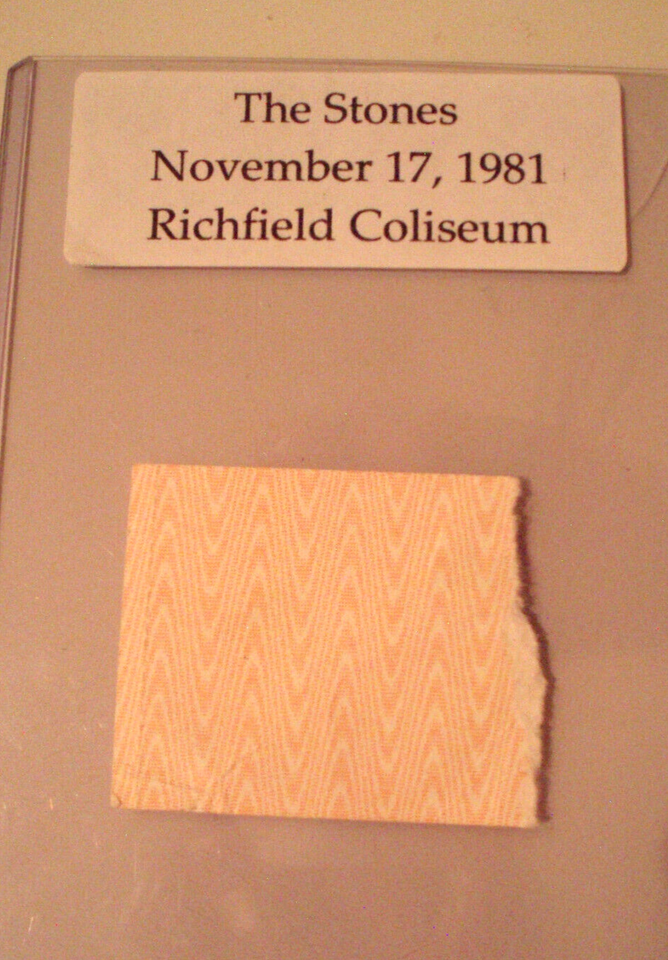 The Stones
November 17, 1981
Richfield Coliseum